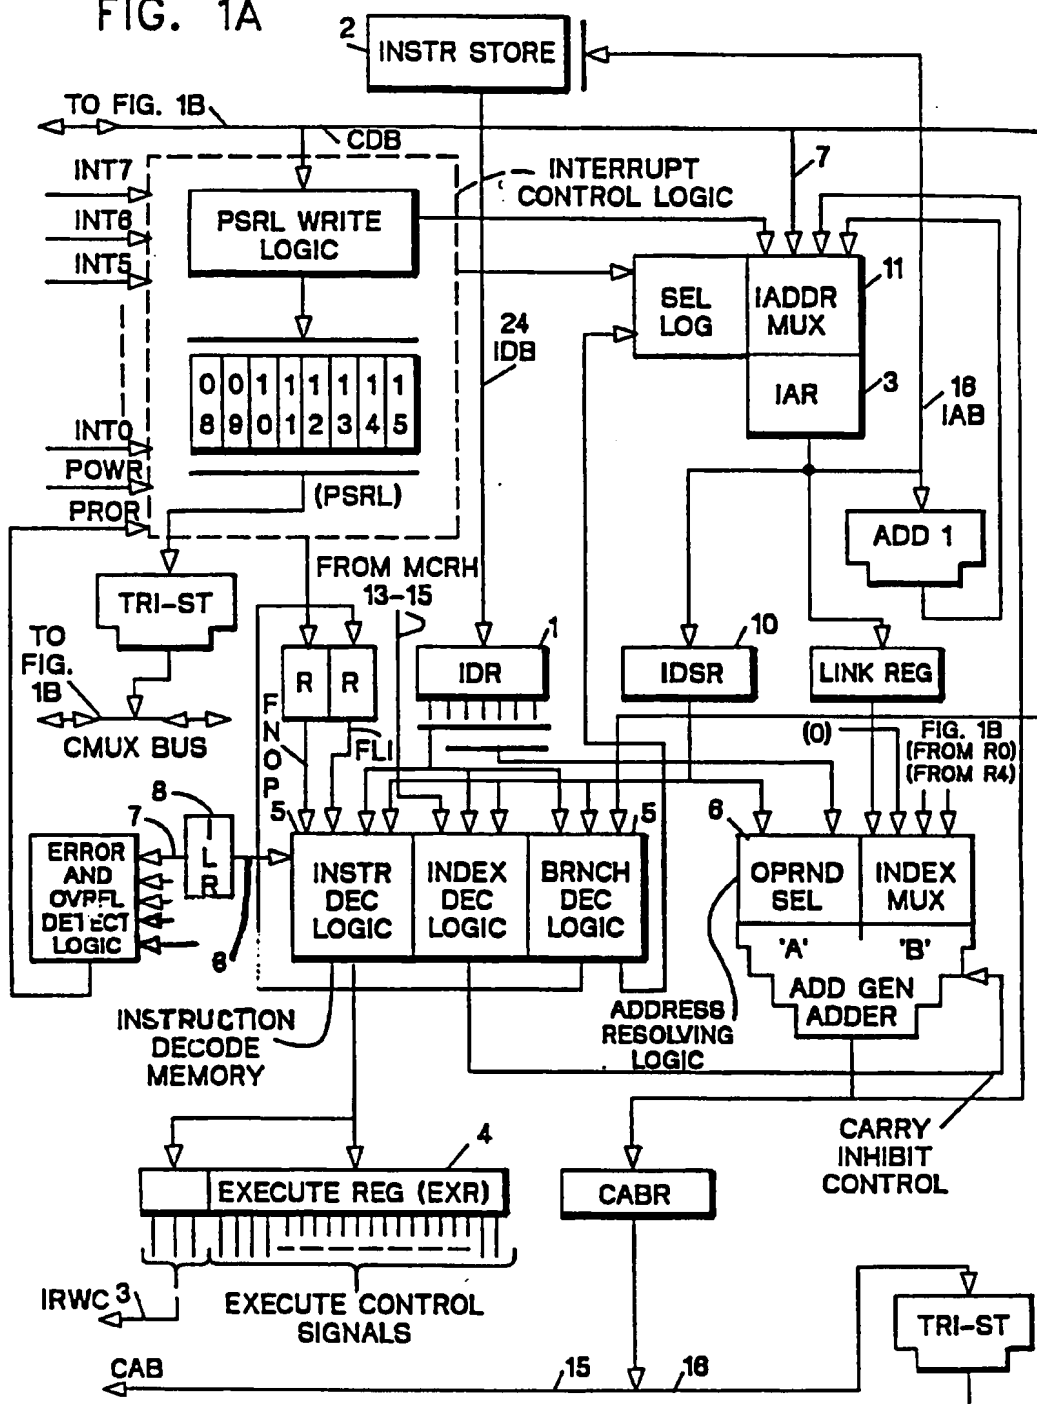 FIG. 1A
2
INSTR STORE
TO FIG. 1B
CDB
INT7
INT6
INT5
INT0
POWR
PROR
INTERRUPT
CONTROL LOGIC
7
PSRL WRITE
LOGIC
SEL
LOG
IADDR
MUX
11
IAR
3
24
IDB
16
IAB
0 0 1 1 1 1 1 1
8 9 0 1 2 3 4 5
(PSRL)
ADD 1
TRI-ST
FROM MCRH
13-15
TO
FIG.
1B
CMUX BUS
R R
1
IDR
10
IDSR
LINK REG
FNOP
FLI
(0)
FIG. 1B
(FROM R0)
(FROM R4)
8
7
ILR
5
5
6
ERROR
AND
OVRFL
DETECT
LOGIC
6
INSTR
DEC
LOGIC
INDEX
DEC
LOGIC
BRNCH
DEC
LOGIC
OPRND
SEL
INDEX
MUX
'A' 'B'
ADD GEN
ADDER
INSTRUCTION
DECODE
MEMORY
ADDRESS
RESOLVING
LOGIC
CARRY
INHIBIT
CONTROL
4
EXECUTE REG (EXR)
CABR
IRWC 3
EXECUTE CONTROL
SIGNALS
TRI-ST
CAB
15
16